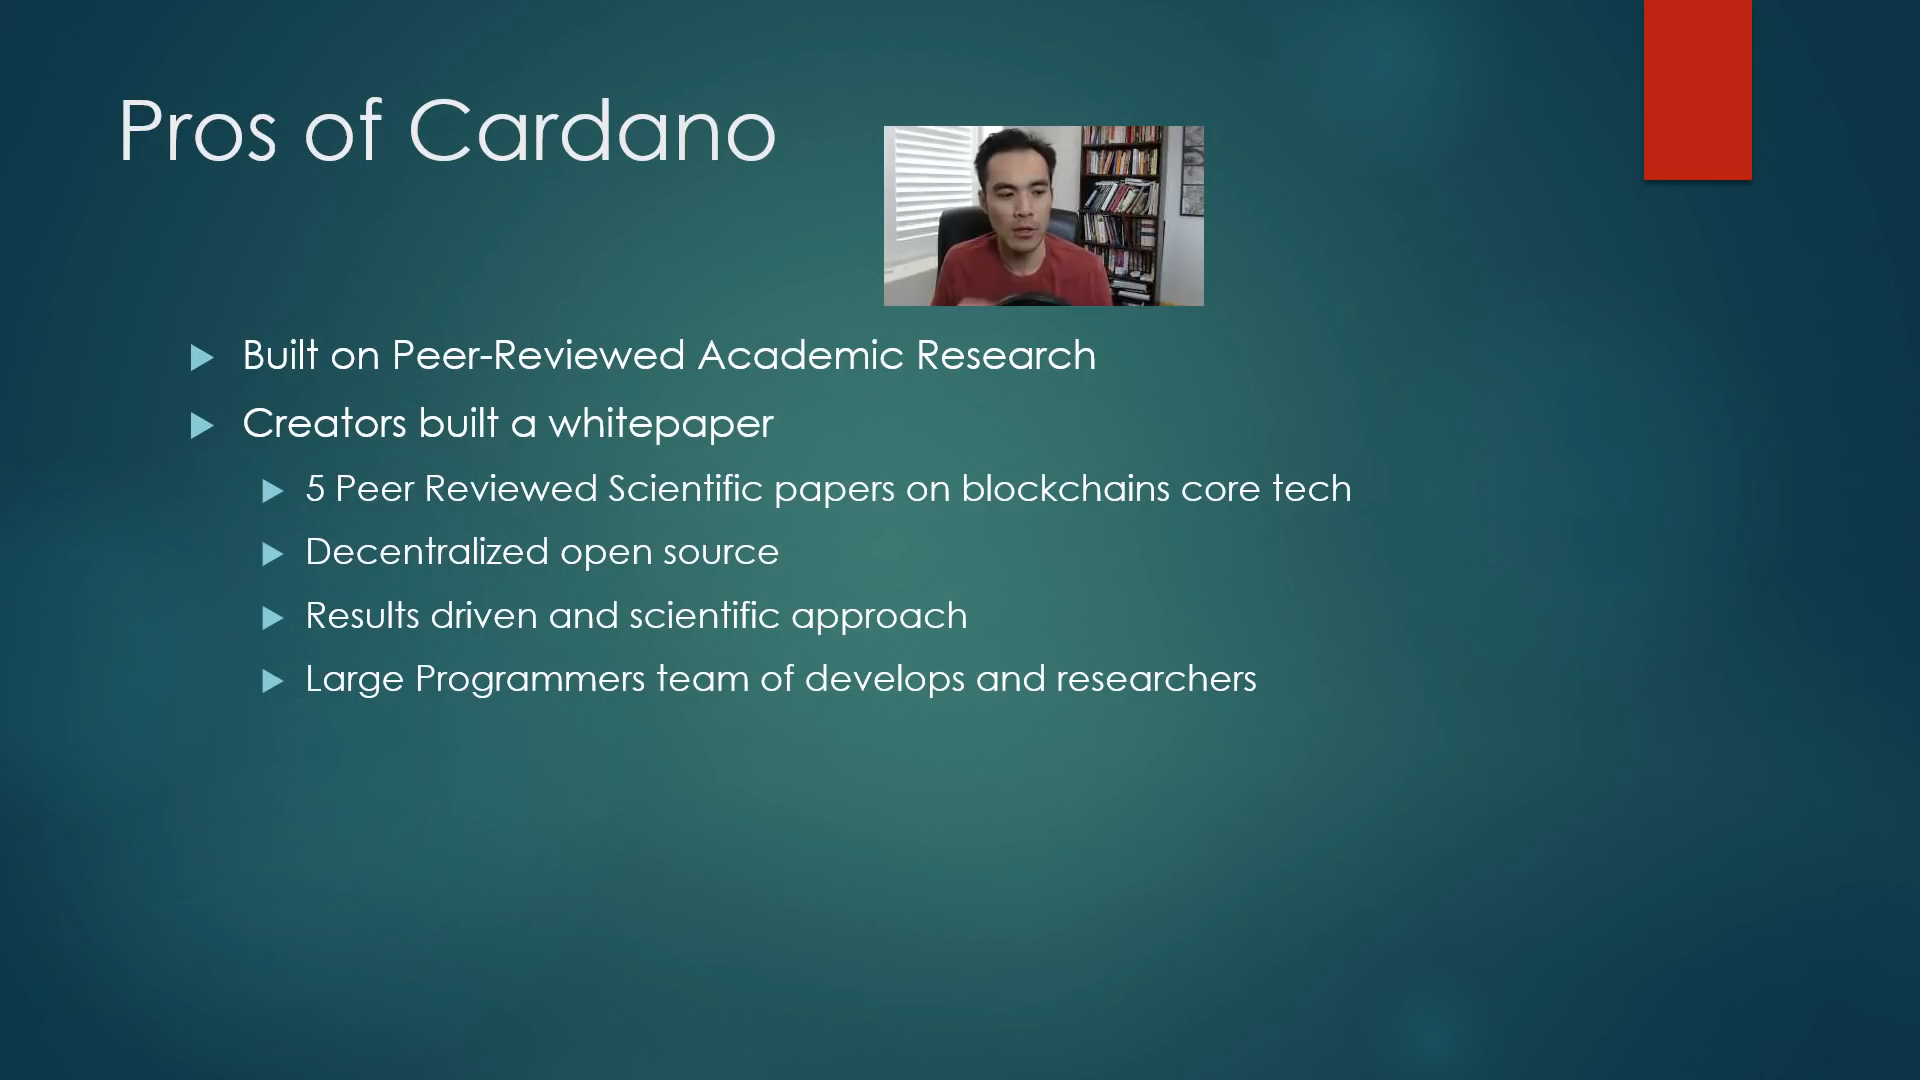 Pros of Cardano
Built on Peer-Reviewed Academic Research
Creators built a whitepaper
5 Peer Reviewed Scientific papers on blockchains core tech
Decentralized open source
Results driven and scientific approach
Large Programmers team of develops and researchers